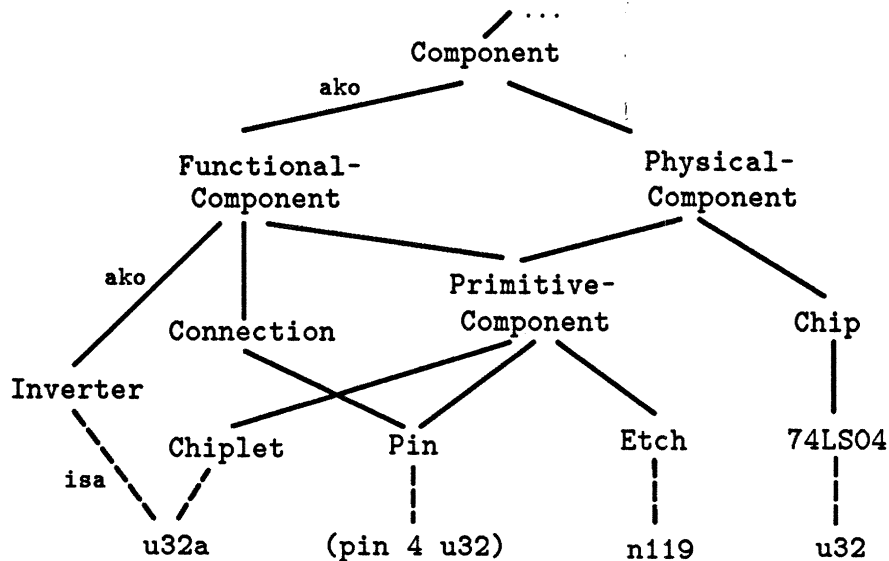 ...
Component
ako
Functional-
Component
Physical-
Component
ako
Primitive-
Component
Connection
Chip
Inverter
Chiplet
Pin
Etch
74LS04
isa
u32a
(pin 4 u32)
n119
u32